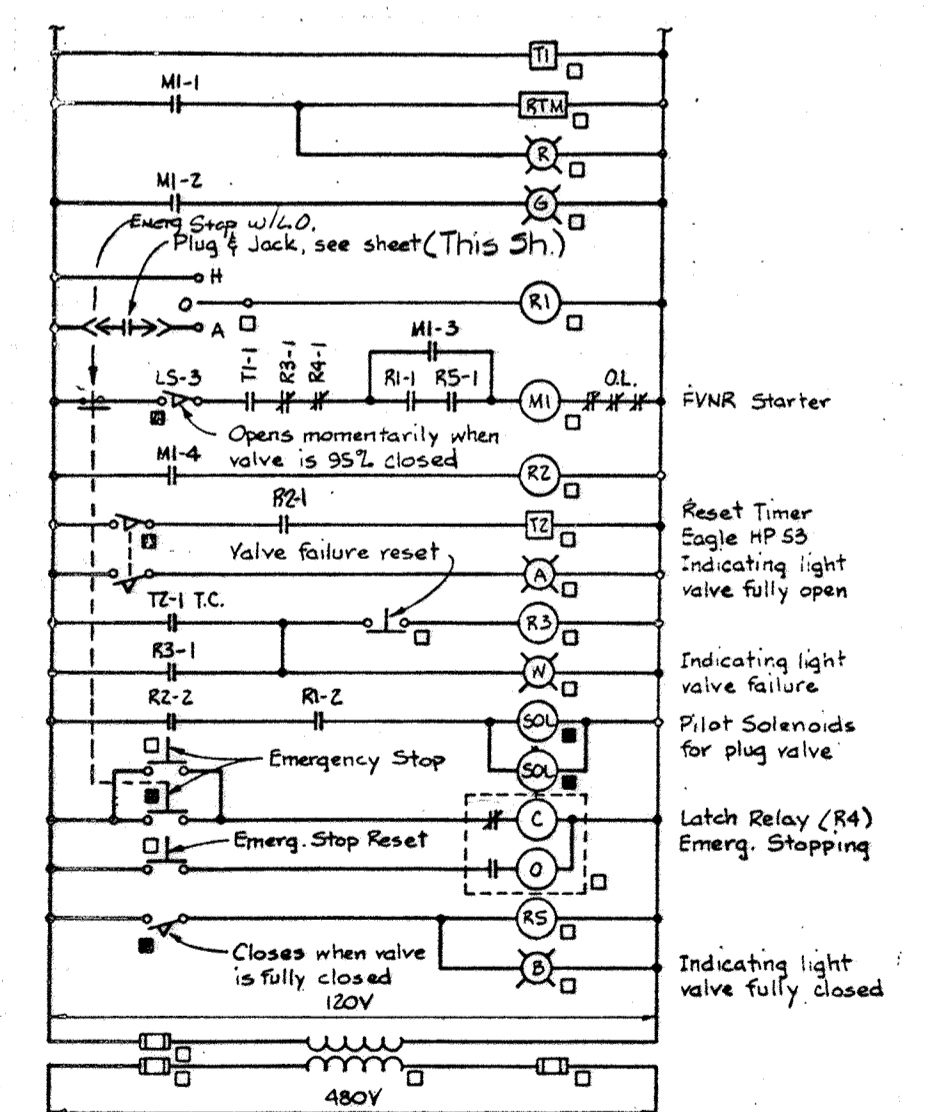 T1
M1-1
RTM
R
M1-2
G
Emerg Stop w/L.O.
Plug & Jack, see sheet (This Sh.)
H
O
R1
A
M1-3
LS-3
T1-1
R3-1
R4-1
R1-1
R5-1
M1
O.L.
FVNR Starter
Opens momentarily when
valve is 95% closed
M1-4
R2
R2-1
T2
Reset Timer
Eagle HP 53
Valve failure reset
A
Indicating light
valve fully open
T2-1 T.C.
R3
R3-1
W
Indicating light
valve failure
R2-2
R1-2
SOL
Pilot Solenoids
for plug valve
SOL
Emergency Stop
C
Latch Relay (R4)
Emerg. Stopping
Emerg. Stop Reset
O
R5
Closes when valve
is fully closed
B
Indicating light
valve fully closed
120V
480V